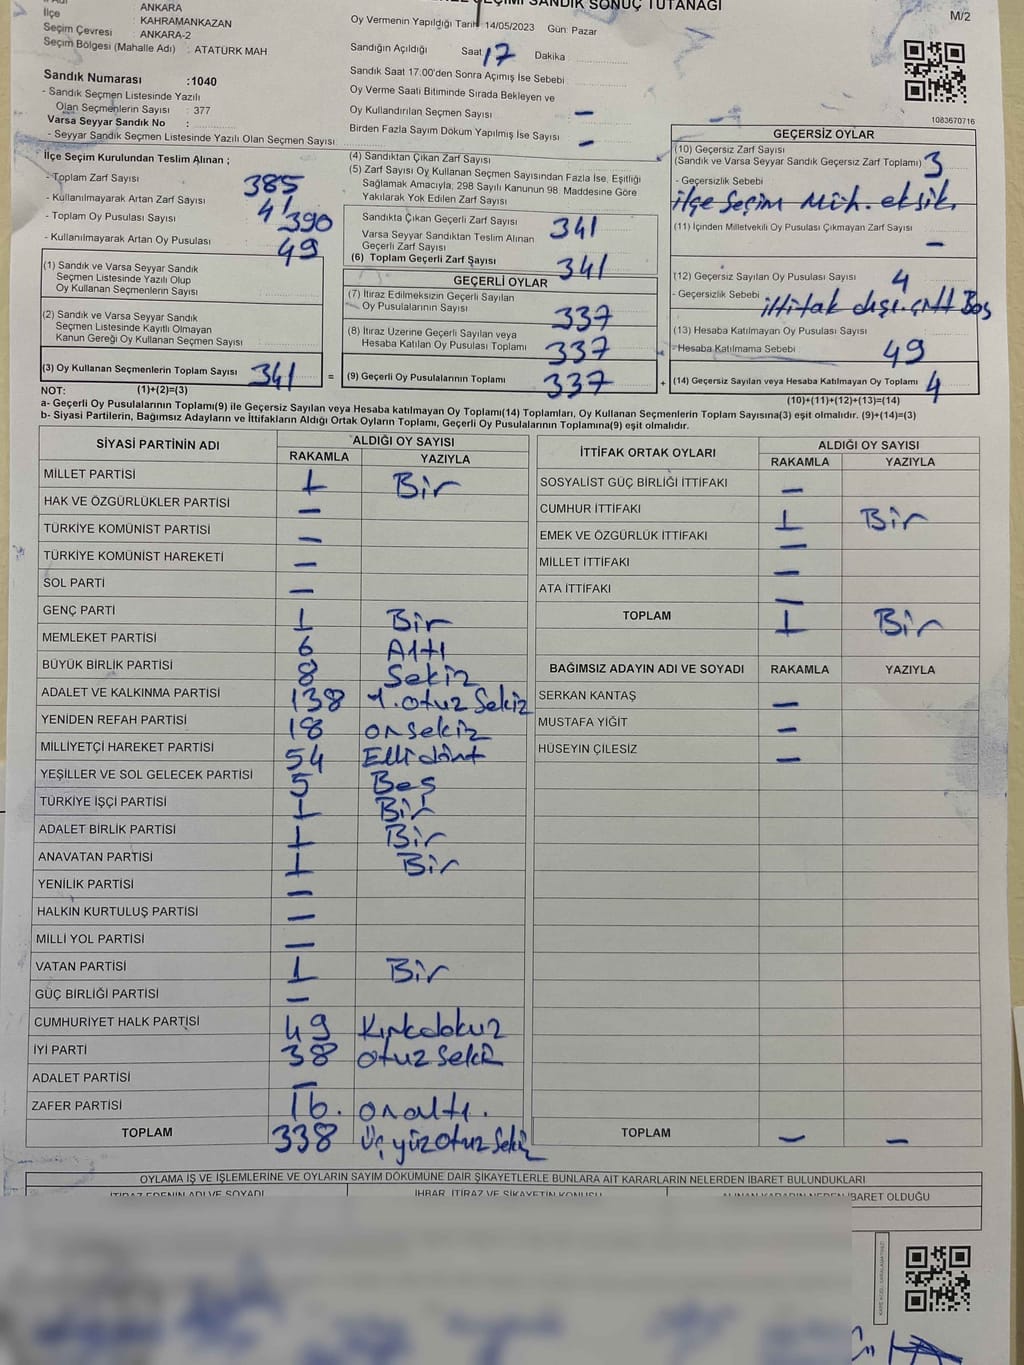 SEÇİMİ SANDIK SONUÇ TUTANAĞI
M/2
ANKARA
İlçe : KAHRAMANKAZAN
Seçim Çevresi : ANKARA-2
Seçim Bölgesi (Mahalle Adı) : ATATÜRK MAH
Oy Vermenin Yapıldığı Tarih 14/05/2023 Gün: Pazar
Sandığın Açıldığı Saat 17 Dakika
Sandık Saat 17:00'den Sonra Açımış İse Sebebi
Oy Verme Saati Bitiminde Sırada Bekleyen ve
Oy Kullandırılan Seçmen Sayısı –
Birden Fazla Sayım Döküm Yapılmış İse Sayısı –
Sandık Numarası :1040
- Sandık Seçmen Listesinde Yazılı
Olan Seçmenlerin Sayısı : 377
Varsa Seyyar Sandık No :
- Seyyar Sandık Seçmen Listesinde Yazılı Olan Seçmen Sayısı
1083670716
İlçe Seçim Kurulundan Teslim Alınan ;
- Toplam Zarf Sayısı 385
- Kullanılmayarak Artan Zarf Sayısı 41
- Toplam Oy Pusulası Sayısı 390
- Kullanılmayarak Artan Oy Pusulası 49
(1) Sandık ve Varsa Seyyar Sandık
Seçmen Listesinde Yazılı Olup
Oy Kullanan Seçmenlerin Sayısı
(2) Sandık ve Varsa Seyyar Sandık
Seçmen Listesinde Kayıtlı Olmayan
Kanun Gereği Oy Kullanan Seçmen Sayısı
(3) Oy Kullanan Seçmenlerin Toplam Sayısı 341 =
(1)+(2)=(3)
(4) Sandıktan Çıkan Zarf Sayısı
(5) Zarf Sayısı Oy Kullanan Seçmen Sayısından Fazla İse, Eşitliği
Sağlamak Amacıyla, 298 Sayılı Kanunun 98. Maddesine Göre
Yakılarak Yok Edilen Zarf Sayısı
Sandıkta Çıkan Geçerli Zarf Sayısı 341
Varsa Seyyar Sandıktan Teslim Alınan
Geçerli Zarf Sayısı
(6) Toplam Geçerli Zarf Sayısı 341
GEÇERLİ OYLAR
(7) İtiraz Edilmeksizin Geçerli Sayılan
Oy Pusulalarının Sayısı 337
(8) İtiraz Üzerine Geçerli Sayılan veya
Hesaba Katılan Oy Pusulası Toplamı 337
(9) Geçerli Oy Pusulalarının Toplamı 337 +
GEÇERSİZ OYLAR
(10) Geçersiz Zarf Sayısı
(Sandık ve Varsa Seyyar Sandık Geçersiz Zarf Toplamı) 3
- Geçersizlik Sebebi
ilçe Seçim Müh. eksik.
(11) İçinden Milletvekili Oy Pusulası Çıkmayan Zarf Sayısı
–
(12) Geçersiz Sayılan Oy Pusulası Sayısı 4
- Geçersizlik Sebebi ittifak dışı. çift Boş
(13) Hesaba Katılmayan Oy Pusulası Sayısı
- Hesaba Katılmama Sebebi 49
(14) Geçersiz Sayılan veya Hesaba Katılmayan Oy Toplamı 4
(10)+(11)+(12)+(13)=(14)
NOT:
a- Geçerli Oy Pusulalarının Toplamı(9) ile Geçersiz Sayılan veya Hesaba katılmayan Oy Toplamı(14) Toplamları, Oy Kullanan Seçmenlerin Toplam Sayısına(3) eşit olmalıdır. (9)+(14)=(3)
b- Siyasi Partilerin, Bağımsız Adayların ve İttifakların Aldığı Ortak Oyların Toplamı, Geçerli Oy Pusulalarının Toplamına(9) eşit olmalıdır.
SİYASİ PARTİNİN ADI
ALDIĞI OY SAYISI
RAKAMLA YAZIYLA
MİLLET PARTİSİ 1 Bir
HAK VE ÖZGÜRLÜKLER PARTİSİ –
TÜRKİYE KOMÜNİST PARTİSİ –
TÜRKİYE KOMÜNİST HAREKETİ –
SOL PARTİ –
GENÇ PARTİ 1 Bir
MEMLEKET PARTİSİ 6 Altı
BÜYÜK BİRLİK PARTİSİ 8 Sekiz
ADALET VE KALKINMA PARTİSİ 138 Y. otuz Sekiz
YENİDEN REFAH PARTİSİ 18 onsekiz
MİLLİYETÇİ HAREKET PARTİSİ 54 Ellidört
YEŞİLLER VE SOL GELECEK PARTİSİ 5 Beş
TÜRKİYE İŞÇİ PARTİSİ 1 Bir
ADALET BİRLİK PARTİSİ 1 Bir
ANAVATAN PARTİSİ 1 Bir
YENİLİK PARTİSİ –
HALKIN KURTULUŞ PARTİSİ –
MİLLİ YOL PARTİSİ –
VATAN PARTİSİ 1 Bir
GÜÇ BİRLİĞİ PARTİSİ –
CUMHURİYET HALK PARTİSİ 49 Kırkdokuz
İYİ PARTİ 38 otuz Sekiz
ADALET PARTİSİ –
ZAFER PARTİSİ 16. onaltı.
TOPLAM 338 üç yüz otuz Sekiz
İTTİFAK ORTAK OYLARI
ALDIĞI OY SAYISI
RAKAMLA YAZIYLA
SOSYALİST GÜÇ BİRLİĞİ İTTİFAKI –
CUMHUR İTTİFAKI 1 Bir
EMEK VE ÖZGÜRLÜK İTTİFAKI –
MİLLET İTTİFAKI –
ATA İTTİFAKI –
TOPLAM 1 Bir
BAĞIMSIZ ADAYIN ADI VE SOYADI RAKAMLA YAZIYLA
SERKAN KANTAŞ –
MUSTAFA YİĞİT –
HÜSEYİN ÇİLESİZ –
TOPLAM – –
OYLAMA İŞ VE İŞLEMLERİNE VE OYLARIN SAYIM DÖKÜMÜNE DAİR ŞİKAYETLERLE BUNLARA AİT KARARLARIN NELERDEN İBARET BULUNDUKLARI
İTİRAZ EDENİN ADI VE SOYADI İHBAR, İTİRAZ VE ŞİKAYETİN KONUSU ALINAN KARARIN NEDEN İBARET OLDUĞU